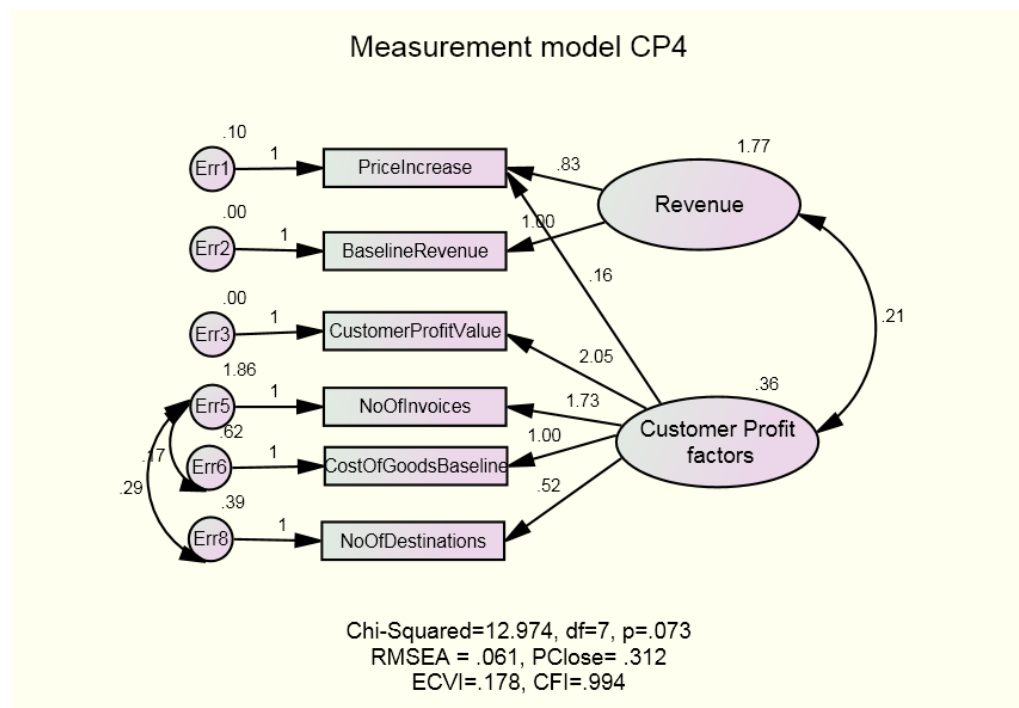 Measurement model CP4
.10
Err1
1
PriceIncrease
.83
1.77
Revenue
.00
Err2
1
BaselineRevenue
1.00
.16
.00
Err3
1
CustomerProfitValue
2.05
.21
1.86
Err5
1
NoOfInvoices
1.73
.36
Customer Profit
factors
.62
Err6
1
CostOfGoodsBaseline
1.00
.17
.29
.39
Err8
1
NoOfDestinations
.52
Chi-Squared=12.974, df=7, p=.073
RMSEA = .061, PClose= .312
ECVI=.178, CFI=.994